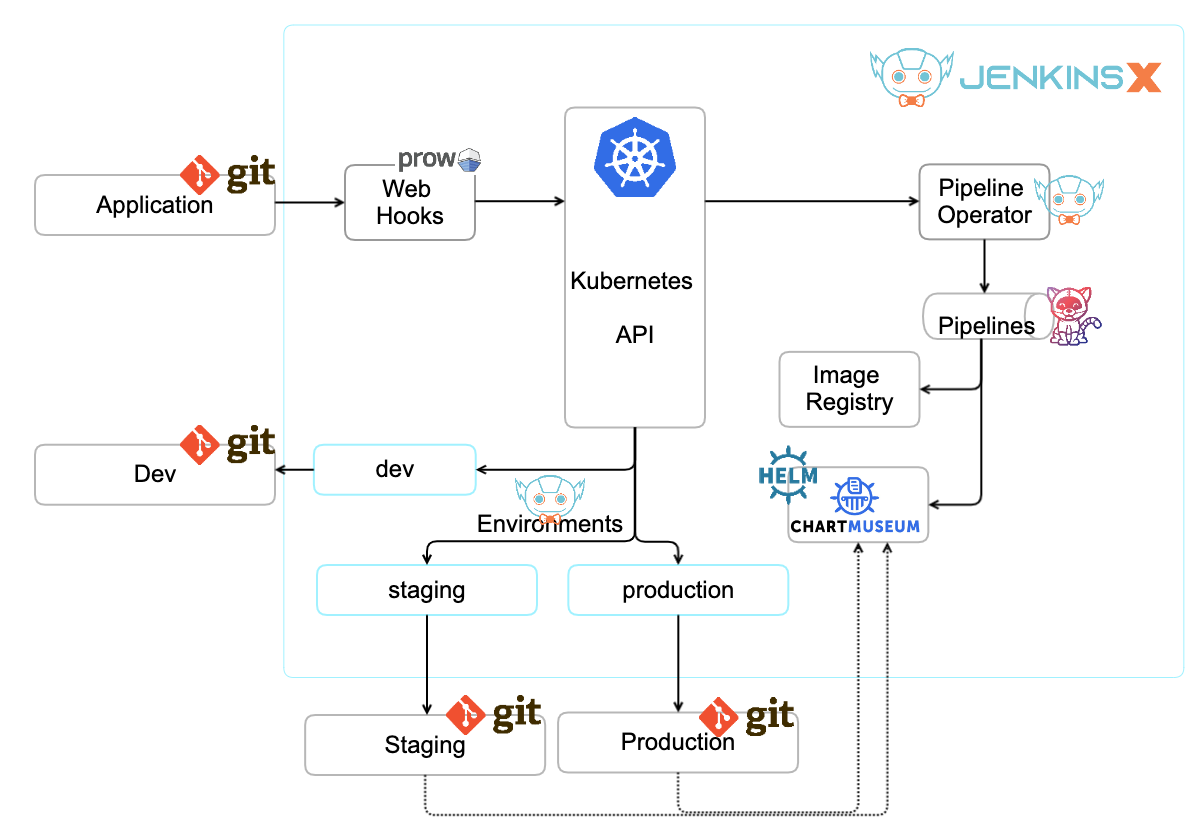 JENKINSX
git
Application
prow
Web
Hooks
Kubernetes
API
Pipeline
Operator
Pipelines
Image
Registry
git
Dev
dev
HELM
CHARTMUSEUM
Environments
staging
production
git
Staging
git
Production